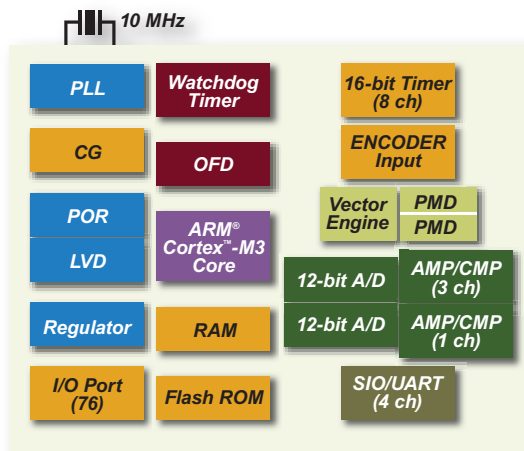 10 MHz
PLL
Watchdog
Timer
16-bit Timer
(8 ch)
CG
OFD
ENCODER
Input
POR
LVD
ARM®
Cortex™-M3
Core
Vector
Engine
PMD
PMD
12-bit A/D
AMP/CMP
(3 ch)
12-bit A/D
AMP/CMP
(1 ch)
Regulator
RAM
I/O Port
(76)
Flash ROM
SIO/UART
(4 ch)